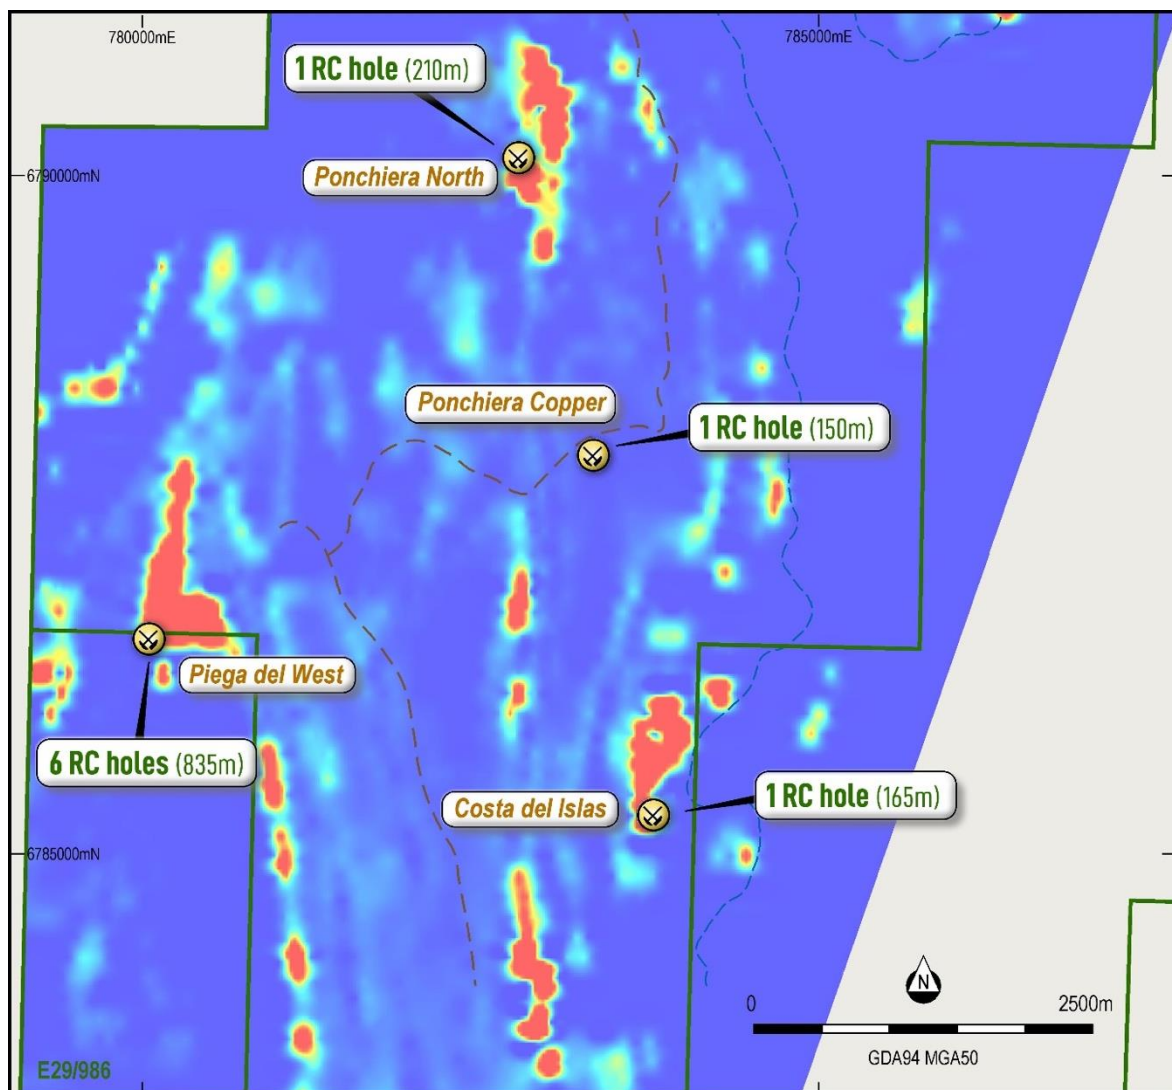 780000mE
785000mE
1 RC hole (210m)
6790000mN
Ponchiera North
Ponchiera Copper
1 RC hole (150m)
Piega del West
6 RC holes (835m)
Costa del Islas
1 RC hole (165m)
6785000mN
N
0 2500m
GDA94 MGA50
E29/986